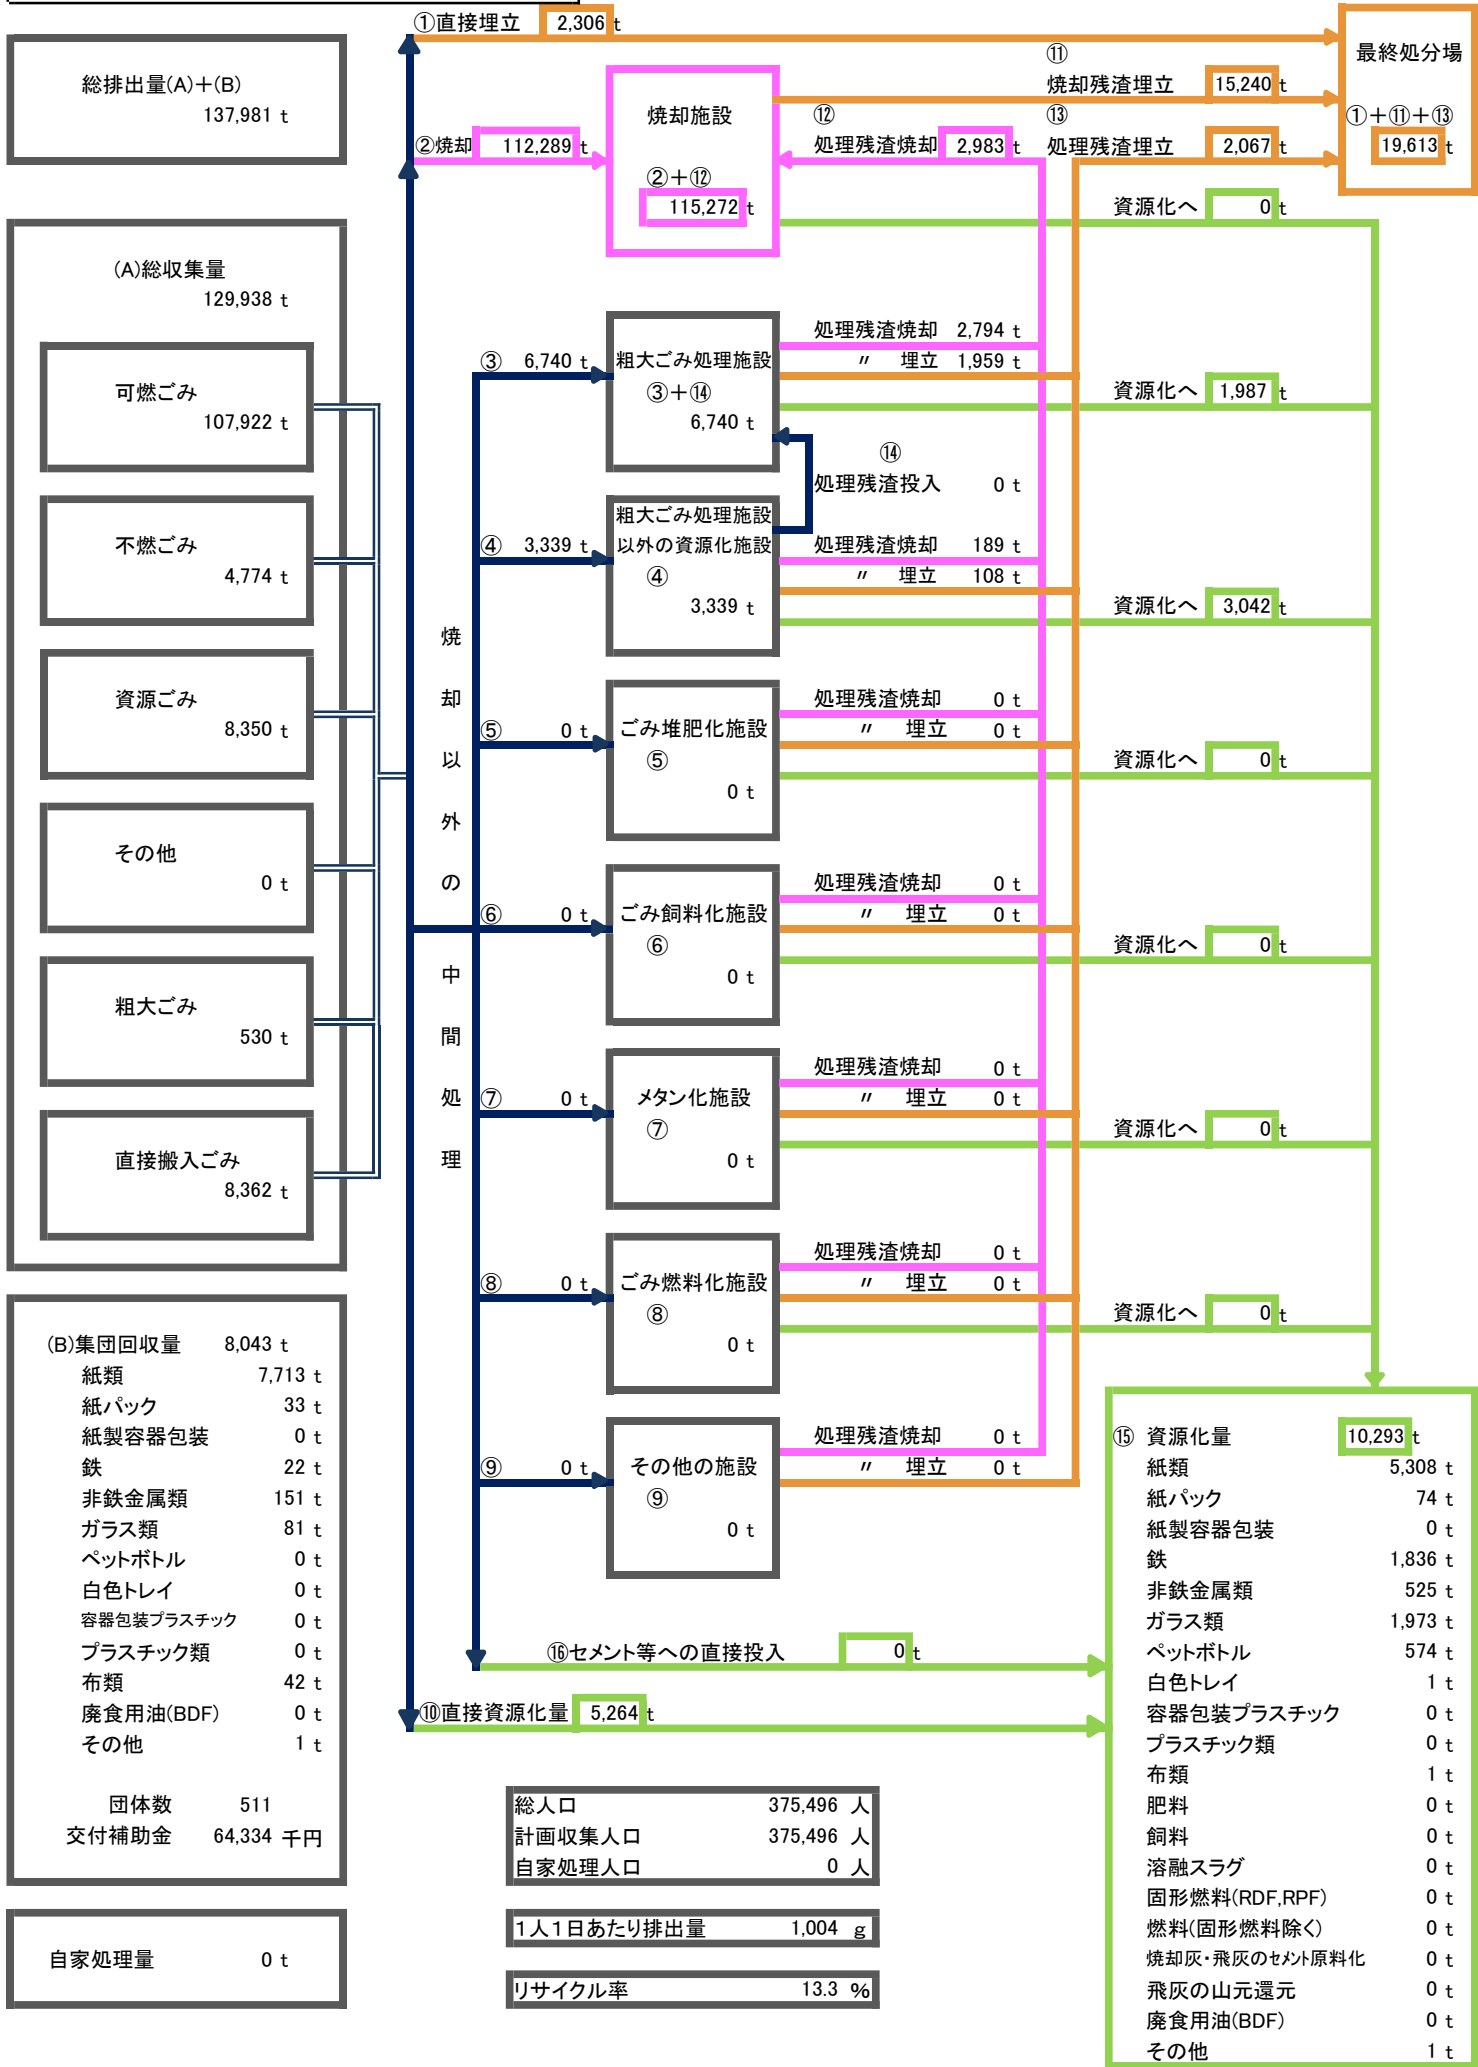 ①直接埋立 2,306 t
総排出量(A)+(B)
137,981 t
②焼却 112,289 t
焼却施設
②+⑫
115,272 t
⑪
焼却残渣埋立 15,240 t
⑫
処理残渣焼却 2,983 t
⑬
処理残渣埋立 2,067 t
最終処分場
①+⑪+⑬
19,613 t
資源化へ 0 t
(A)総収集量
129,938 t
可燃ごみ
107,922 t
不燃ごみ
4,774 t
資源ごみ
8,350 t
その他
0 t
粗大ごみ
530 t
直接搬入ごみ
8,362 t
焼却以外の中間処理
③ 6,740 t
粗大ごみ処理施設
③+⑭
6,740 t
処理残渣焼却 2,794 t
〃 埋立 1,959 t
資源化へ 1,987 t
⑭
処理残渣投入 0 t
④ 3,339 t
粗大ごみ処理施設
以外の資源化施設
④
3,339 t
処理残渣焼却 189 t
〃 埋立 108 t
資源化へ 3,042 t
⑤ 0 t
ごみ堆肥化施設
⑤
0 t
処理残渣焼却 0 t
〃 埋立 0 t
資源化へ 0 t
⑥ 0 t
ごみ飼料化施設
⑥
0 t
処理残渣焼却 0 t
〃 埋立 0 t
資源化へ 0 t
⑦ 0 t
メタン化施設
⑦
0 t
処理残渣焼却 0 t
〃 埋立 0 t
資源化へ 0 t
⑧ 0 t
ごみ燃料化施設
⑧
0 t
処理残渣焼却 0 t
〃 埋立 0 t
資源化へ 0 t
⑨ 0 t
その他の施設
⑨
0 t
処理残渣焼却 0 t
〃 埋立 0 t
⑯セメント等への直接投入 0 t
⑩直接資源化量 5,264 t
(B)集団回収量 8,043 t
紙類 7,713 t
紙パック 33 t
紙製容器包装 0 t
鉄 22 t
非鉄金属類 151 t
ガラス類 81 t
ペットボトル 0 t
白色トレイ 0 t
容器包装プラスチック 0 t
プラスチック類 0 t
布類 42 t
廃食用油(BDF) 0 t
その他 1 t
団体数 511
交付補助金 64,334 千円
自家処理量 0 t
総人口 375,496 人
計画収集人口 375,496 人
自家処理人口 0 人
1人1日あたり排出量 1,004 g
リサイクル率 13.3 %
⑮ 資源化量 10,293 t
紙類 5,308 t
紙パック 74 t
紙製容器包装 0 t
鉄 1,836 t
非鉄金属類 525 t
ガラス類 1,973 t
ペットボトル 574 t
白色トレイ 1 t
容器包装プラスチック 0 t
プラスチック類 0 t
布類 1 t
肥料 0 t
飼料 0 t
溶融スラグ 0 t
固形燃料(RDF,RPF) 0 t
燃料(固形燃料除く) 0 t
焼却灰・飛灰のセメント原料化 0 t
飛灰の山元還元 0 t
廃食用油(BDF) 0 t
その他 1 t